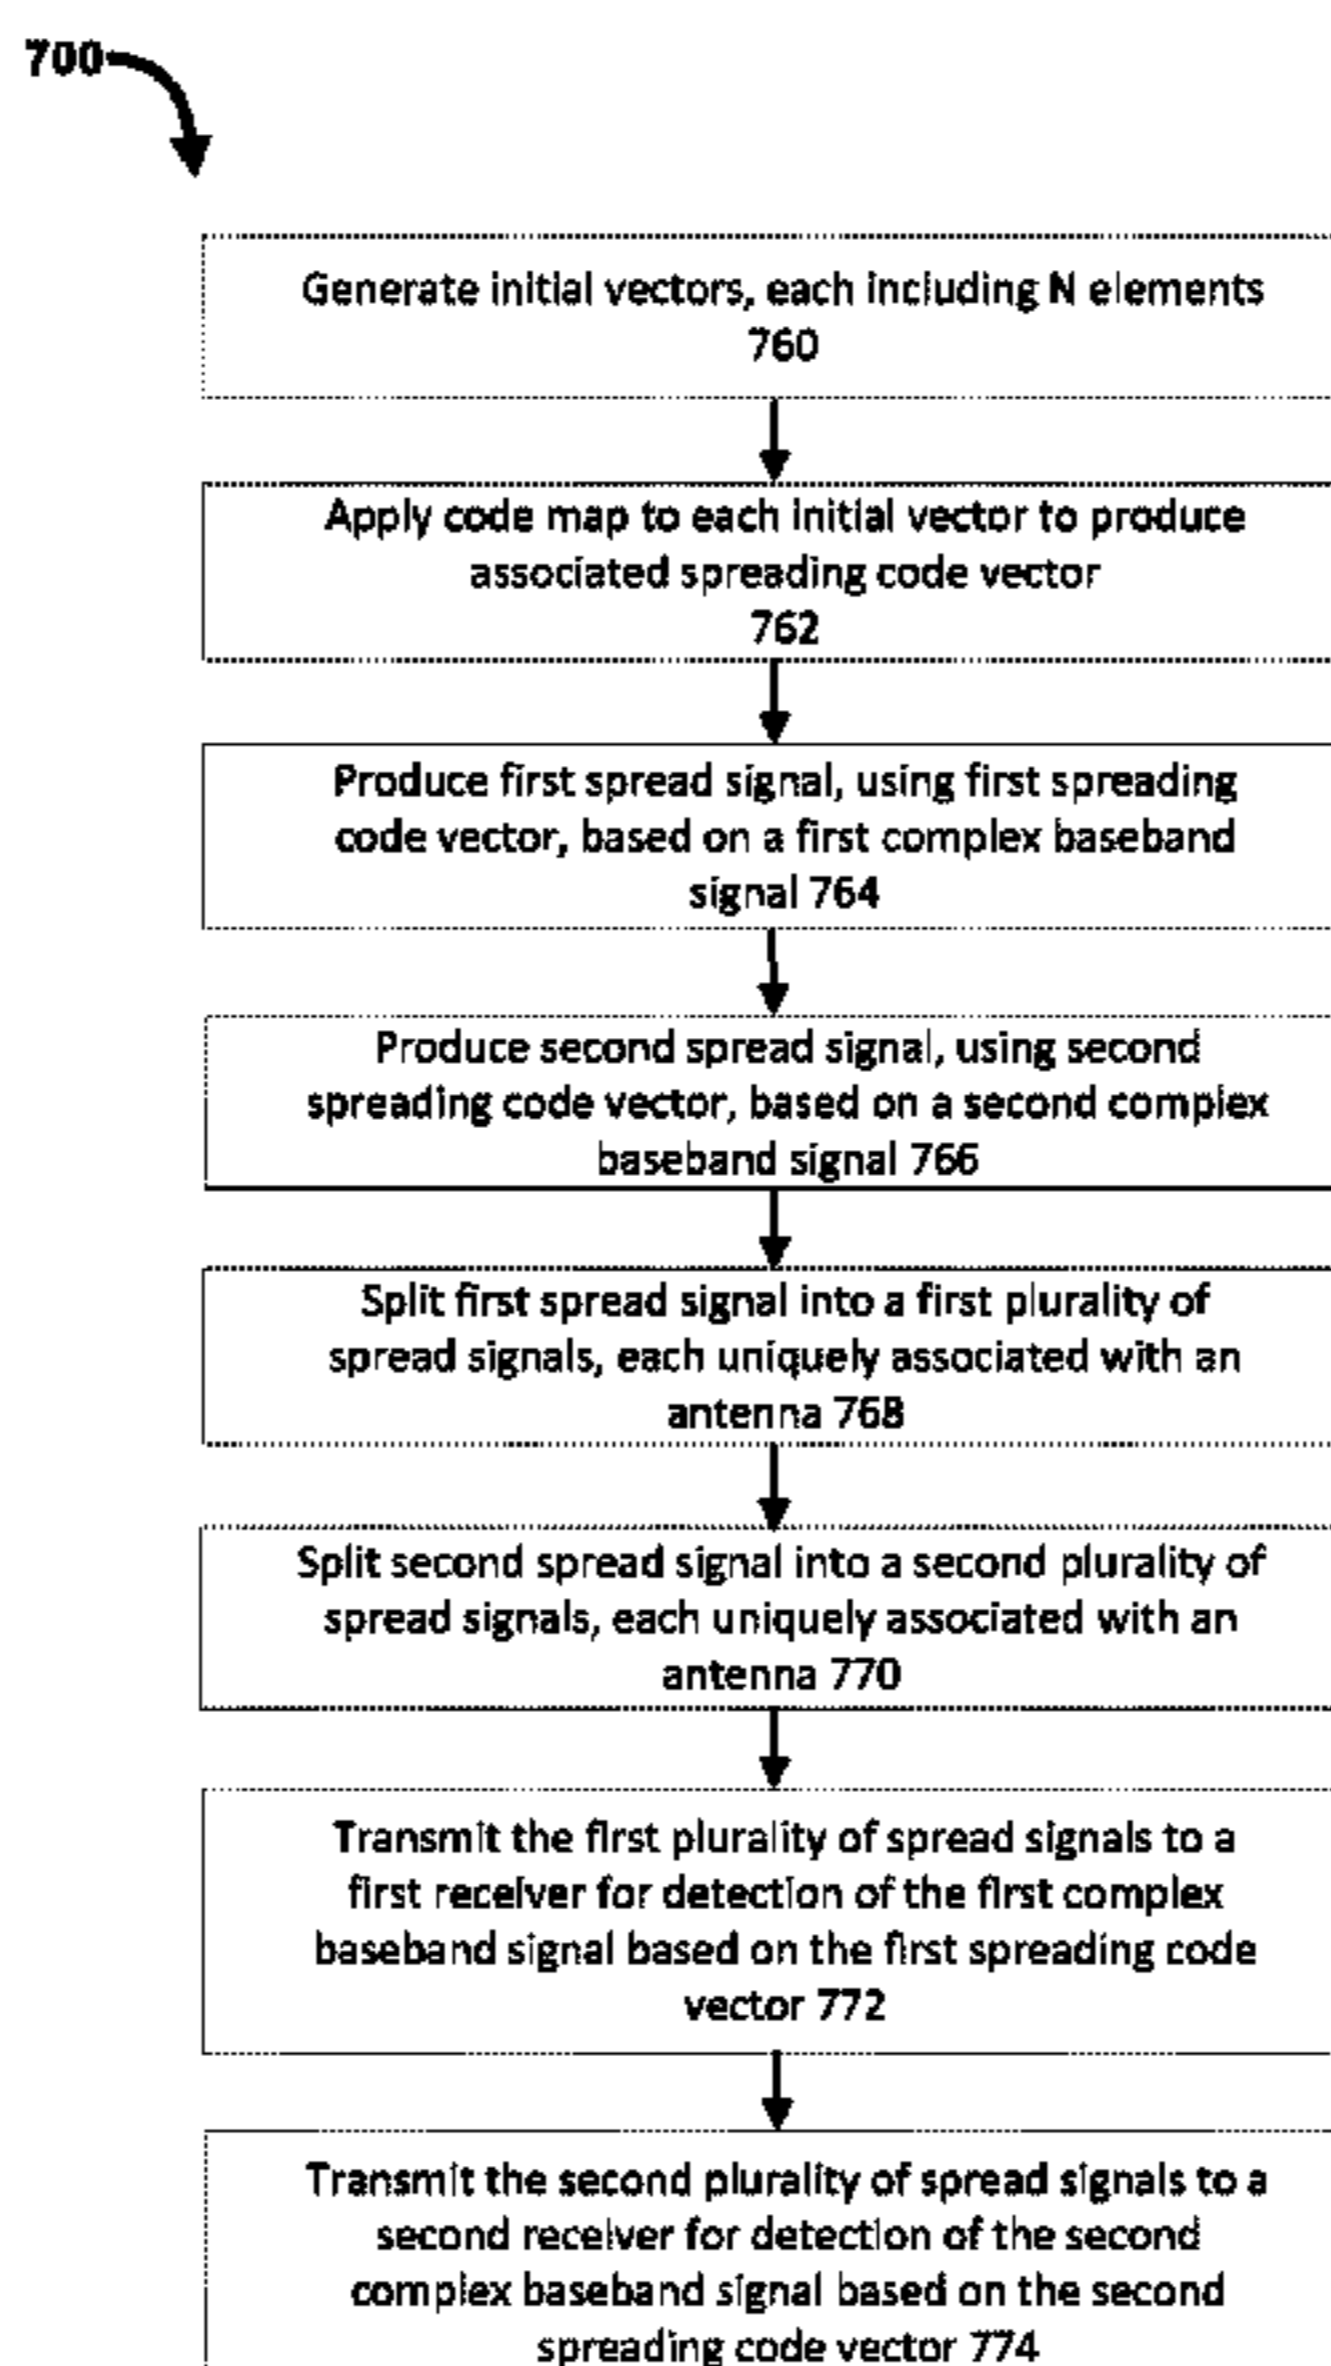 700
Generate initial vectors, each including N elements
760
Apply code map to each initial vector to produce
associated spreading code vector
762
Produce first spread signal, using first spreading
code vector, based on a first complex baseband
signal 764
Produce second spread signal, using second
spreading code vector, based on a second complex
baseband signal 766
Split first spread signal into a first plurality of
spread signals, each uniquely associated with an
antenna 768
Split second spread signal into a second plurality of
spread signals, each uniquely associated with an
antenna 770
Transmit the first plurality of spread signals to a
first receiver for detection of the first complex
baseband signal based on the first spreading code
vector 772
Transmit the second plurality of spread signals to a
second receiver for detection of the second
complex baseband signal based on the second
spreading code vector 774